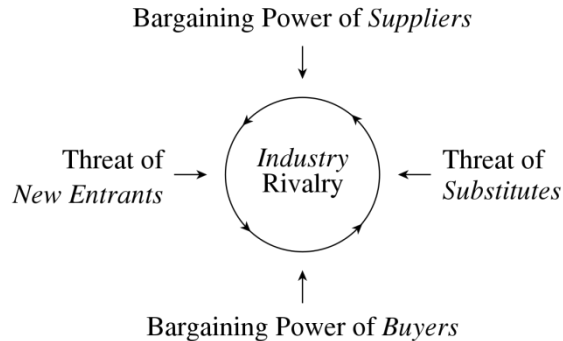 Bargaining Power of Suppliers
Threat of
New Entrants
Industry
Rivalry
Threat of
Substitutes
Bargaining Power of Buyers